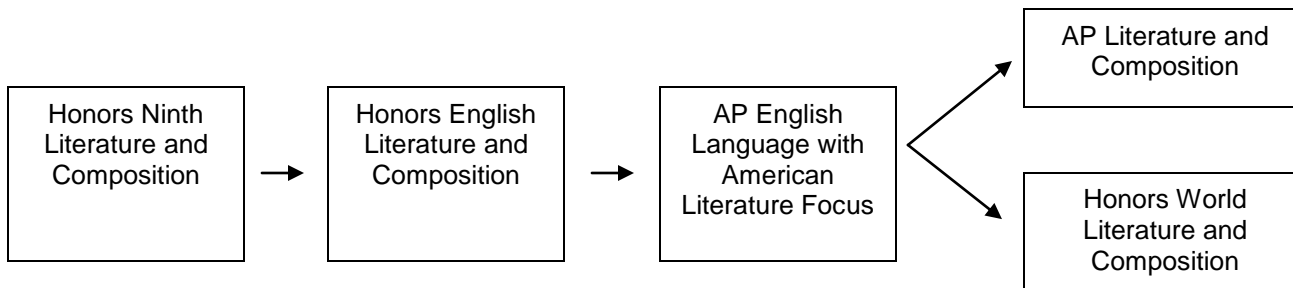 Honors Ninth
Literature and
Composition
Honors English
Literature and
Composition
AP English
Language with
American
Literature Focus
AP Literature and
Composition
Honors World
Literature and
Composition